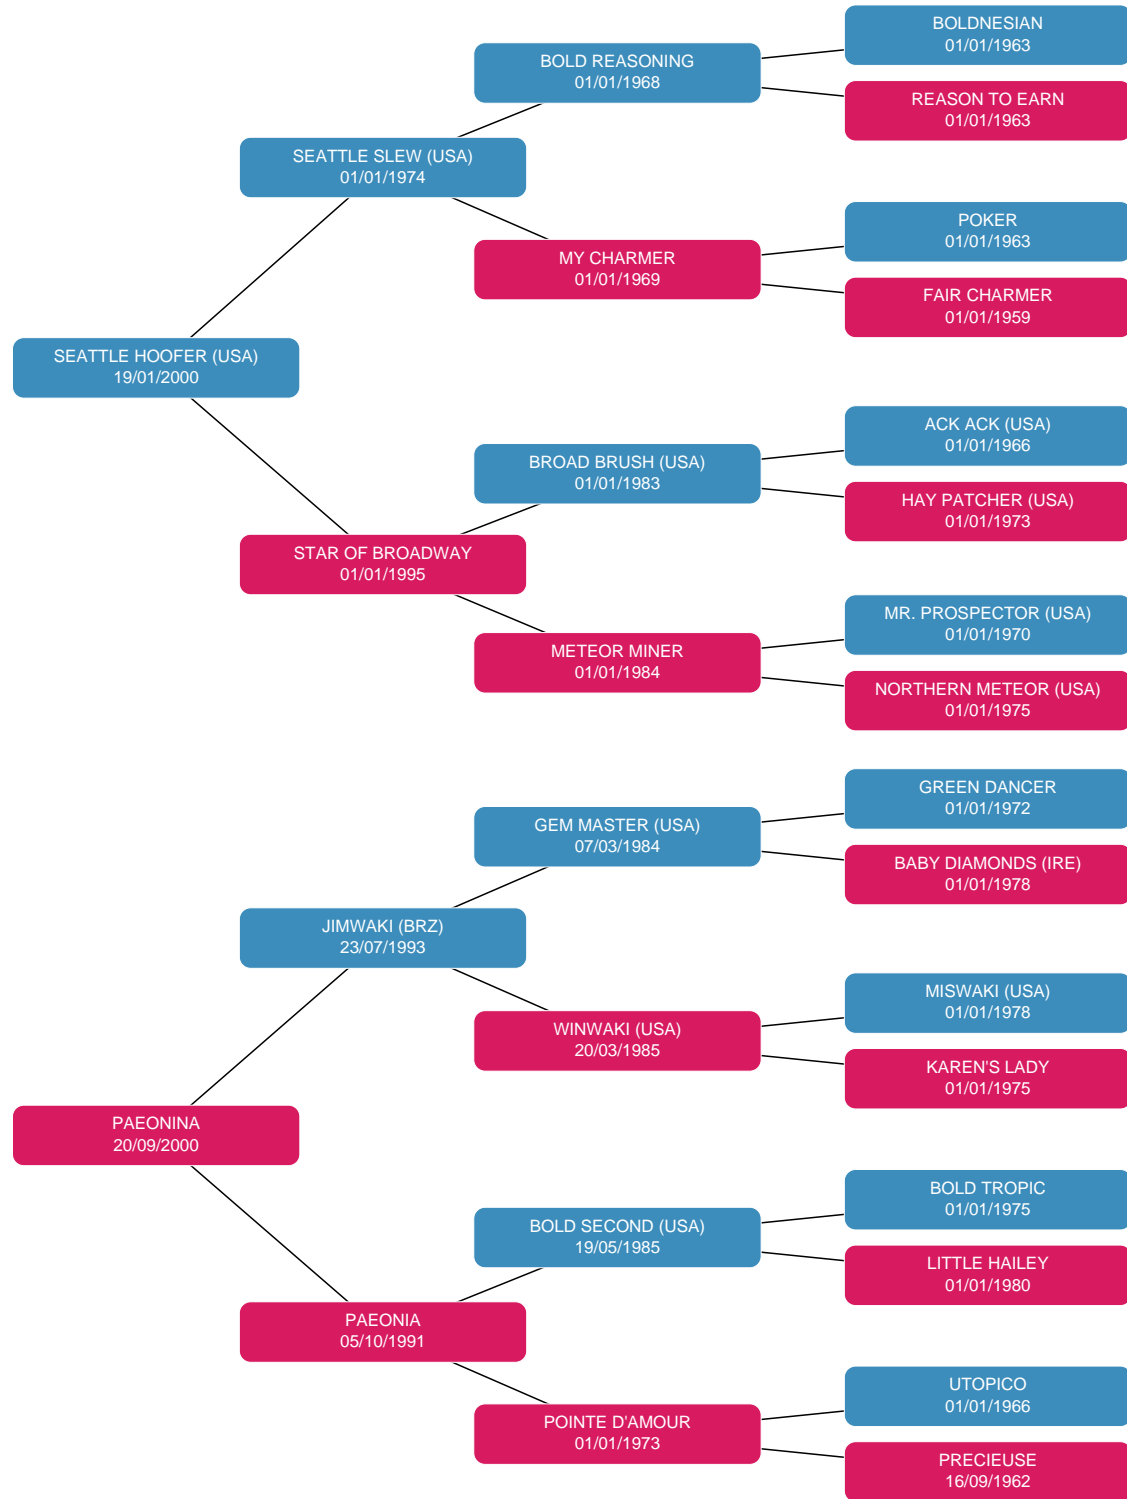 BOLDNESIAN
01/01/1963
BOLD REASONING
01/01/1968
REASON TO EARN
01/01/1963
SEATTLE SLEW (USA)
01/01/1974
POKER
01/01/1963
MY CHARMER
01/01/1969
FAIR CHARMER
01/01/1959
SEATTLE HOOFER (USA)
19/01/2000
ACK ACK (USA)
01/01/1966
BROAD BRUSH (USA)
01/01/1983
HAY PATCHER (USA)
01/01/1973
STAR OF BROADWAY
01/01/1995
MR. PROSPECTOR (USA)
01/01/1970
METEOR MINER
01/01/1984
NORTHERN METEOR (USA)
01/01/1975
GREEN DANCER
01/01/1972
GEM MASTER (USA)
07/03/1984
BABY DIAMONDS (IRE)
01/01/1978
JIMWAKI (BRZ)
23/07/1993
MISWAKI (USA)
01/01/1978
WINWAKI (USA)
20/03/1985
KAREN'S LADY
01/01/1975
PAEONINA
20/09/2000
BOLD TROPIC
01/01/1975
BOLD SECOND (USA)
19/05/1985
LITTLE HAILEY
01/01/1980
PAEONIA
05/10/1991
UTOPICO
01/01/1966
POINTE D'AMOUR
01/01/1973
PRECIEUSE
16/09/1962